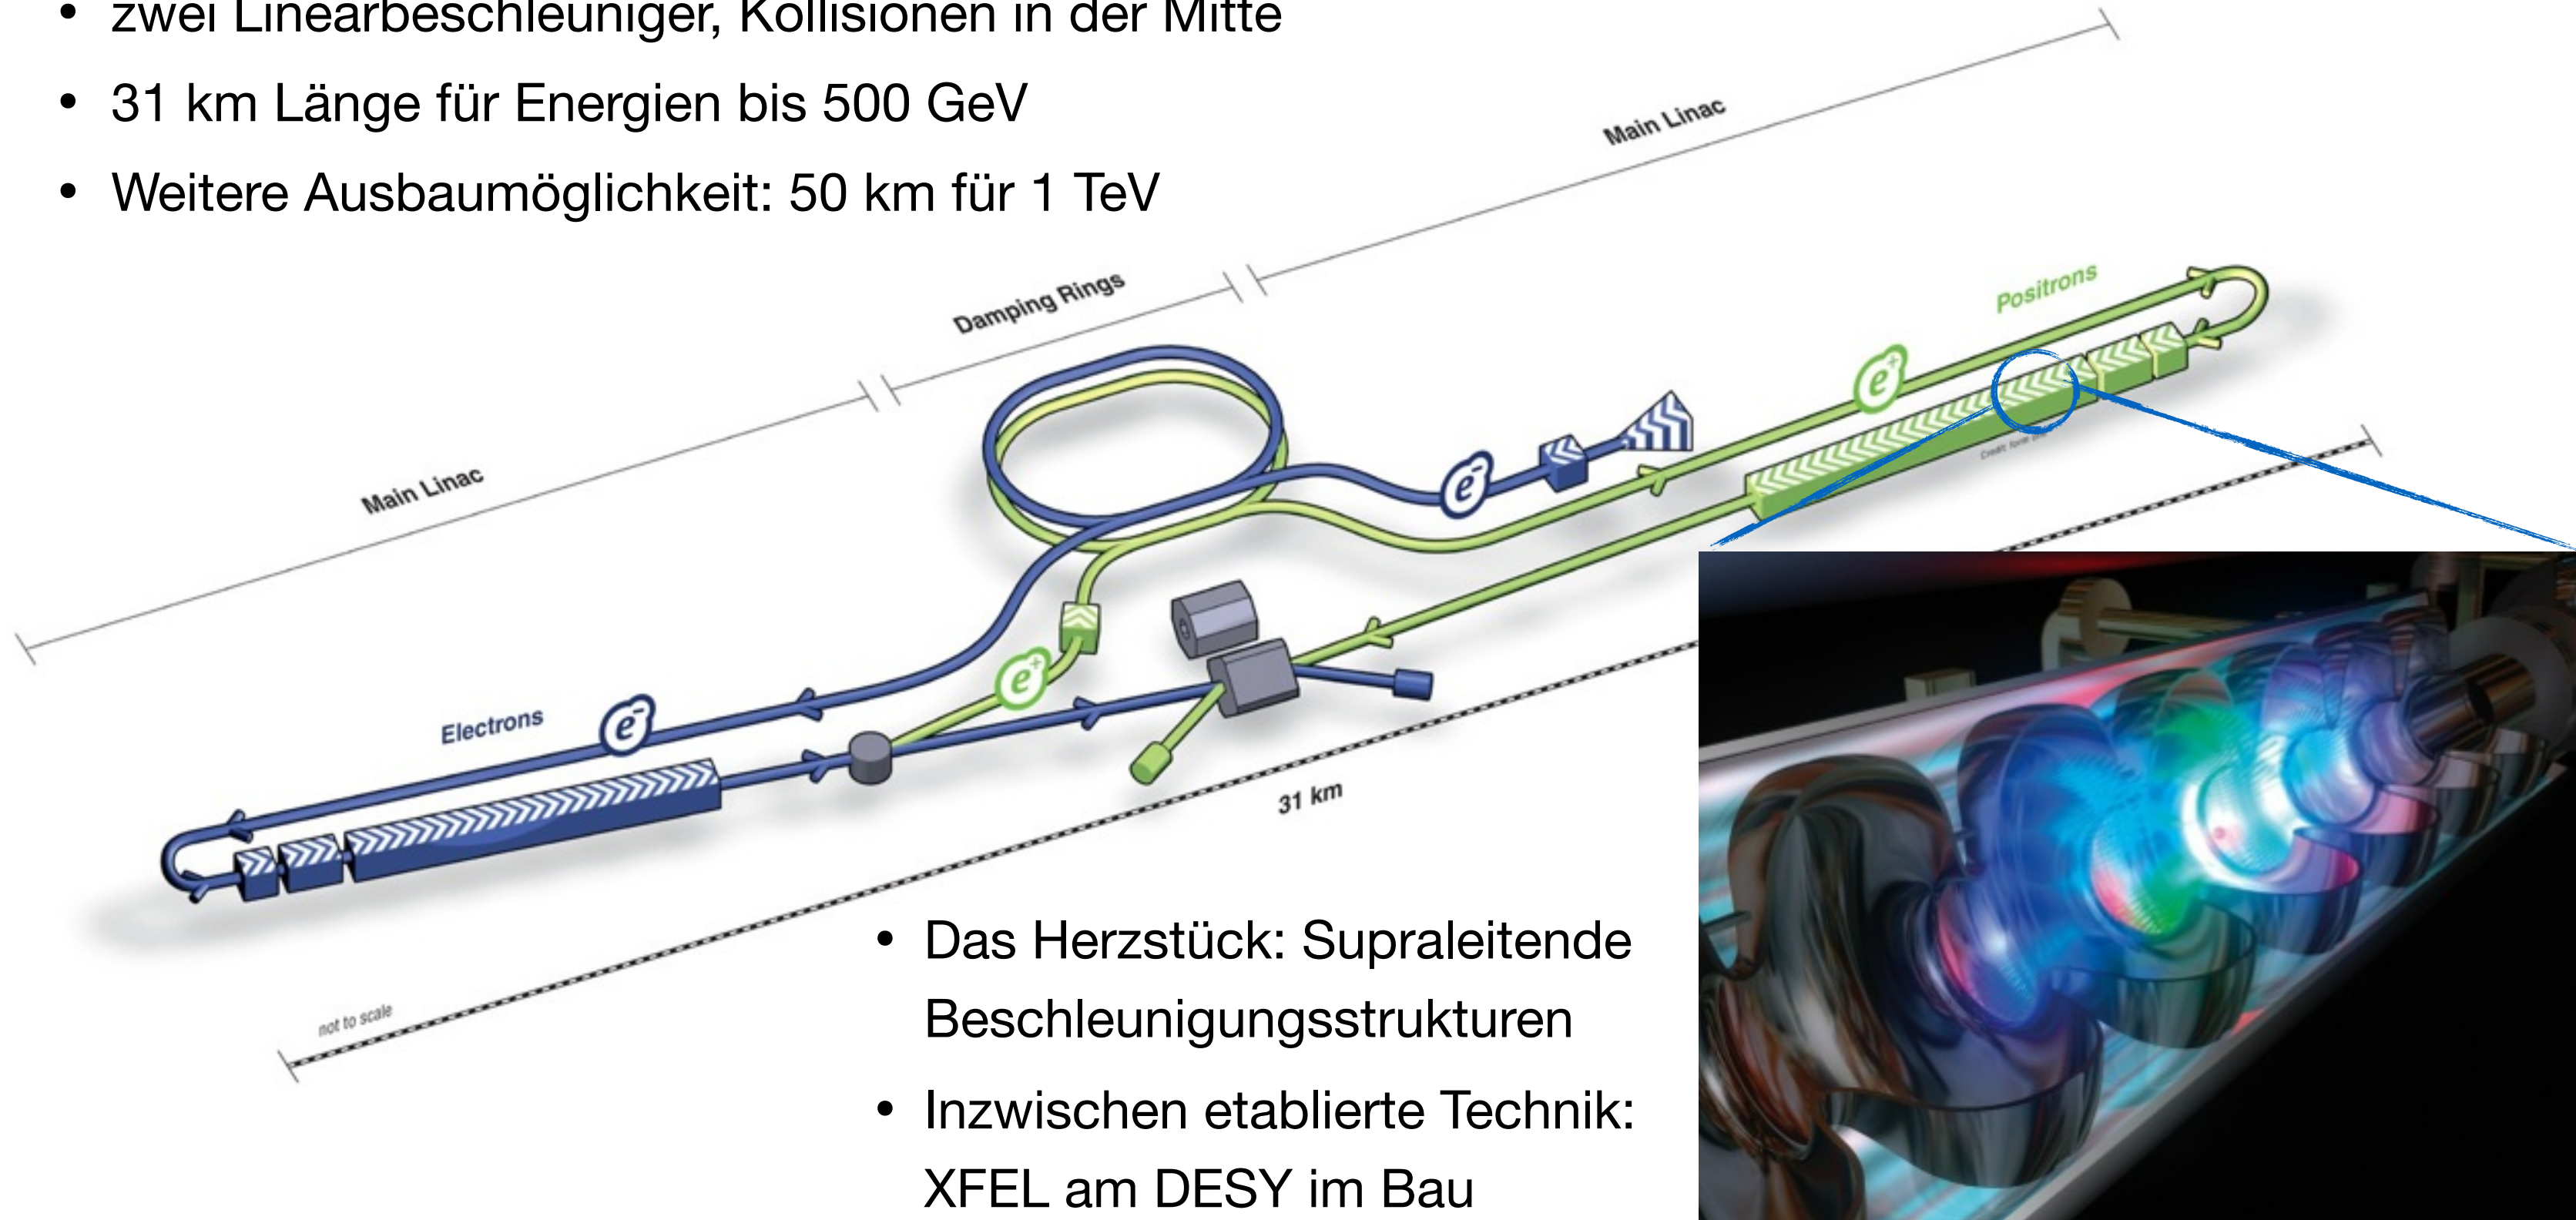 • zwei Linearbeschleuniger, Kollisionen in der Mitte
• 31 km Länge für Energien bis 500 GeV
• Weitere Ausbaumöglichkeit: 50 km für 1 TeV
Main Linac
Damping Rings
Main Linac
Positrons
e+
e-
e+
Electrons
e-
31 km
not to scale
• Das Herzstück: Supraleitende
Beschleunigungsstrukturen
• Inzwischen etablierte Technik:
XFEL am DESY im Bau